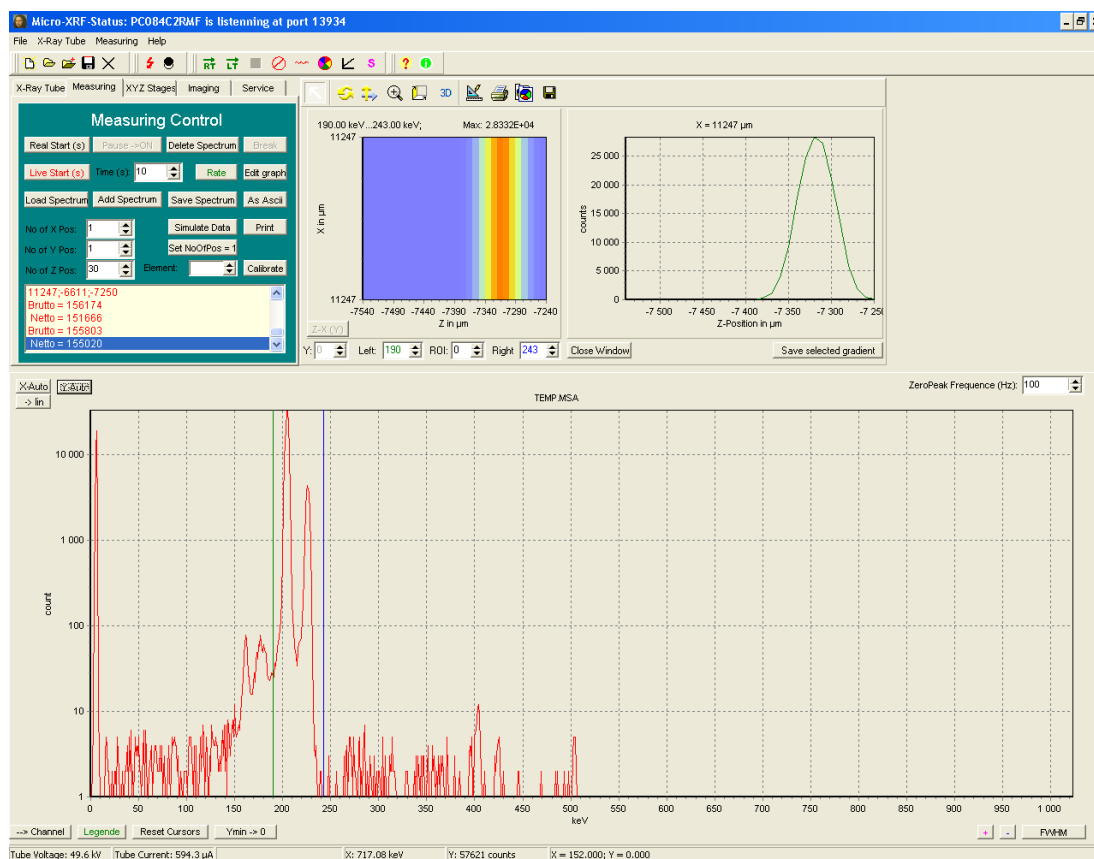 Micro-XRF-Status: PC084C2RMF is listenning at port 13934
File X-Ray Tube Measuring Help
RT LT S ?
X-Ray Tube Measuring XYZ Stages Imaging Service
Measuring Control
Real Start (s) Pause ->ON Delete Spectrum Break
Live Start (s) Time (s): 10 Rate Edit graph
Load Spectrum Add Spectrum Save Spectrum As Ascii
No of X Pos: 1 Simulate Data Print
No of Y Pos: 1 Set NoOfPos = 1
No of Z Pos: 30 Element: Calibrate
11247;-6611;-7250
Brutto = 156174
Netto = 151666
Brutto = 155803
Netto = 155020
3D
190.00 keV...243.00 keV; Max: 2.8332E+04
11247
X in µm
11247
-7540 -7490 -7440 -7390 -7340 -7290 -7240
Z in µm
Z-X (Y)
Y: 0 Left: 190 ROI: 0 Right 243 Close Window Save selected gradient
X = 11247 µm
25 000
20 000
15 000
10 000
5 000
0
counts
-7 500 -7 450 -7 400 -7 350 -7 300 -7 250
Z-Position in µm
X-Auto Y-Auto ZeroPeak Frequence (Hz): 100
-> lin
TEMP.MSA
10 000
1 000
100
10
1
count
0 50 100 150 200 250 300 350 400 450 500 550 600 650 700 750 800 850 900 950 1 000
keV
--> Channel Legende Reset Cursors Ymin -> 0 + - FWHM
Tube Voltage: 49.6 kV Tube Current: 594.3 µA X: 717.08 keV Y: 57621 counts X = 152.000; Y = 0.000